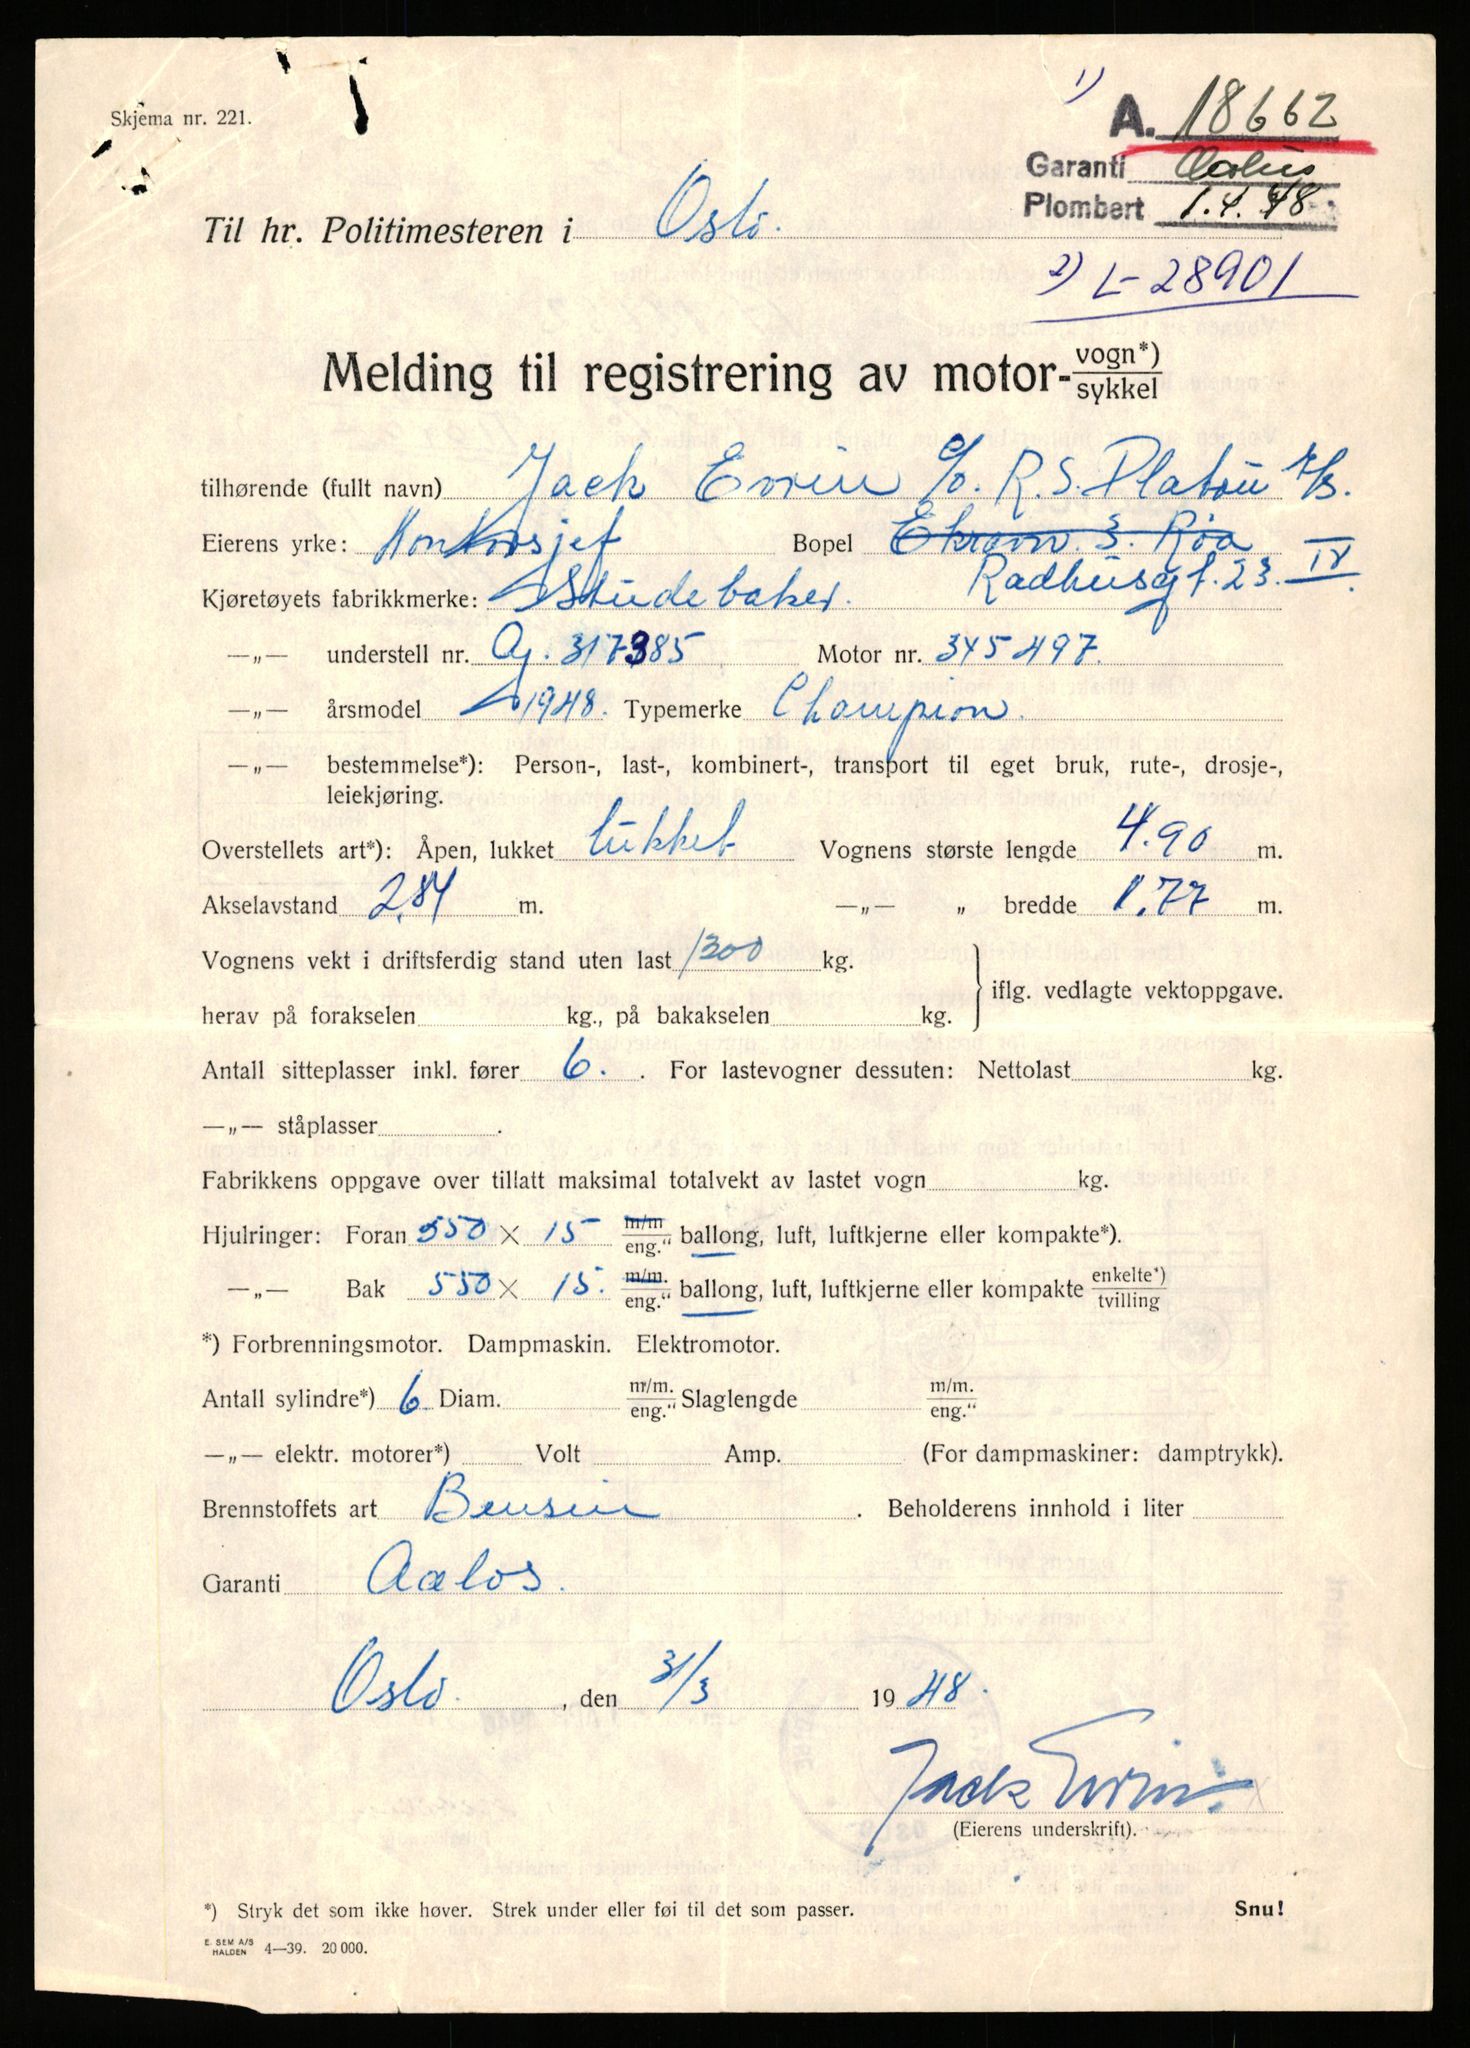 Skjema nr. 221.
1)
A. 18662
Garanti Aalos
Plombert 1.4.48
Til hr. Politimesteren i Oslo.
2) L-28901
Melding til registrering av motor- vogn*) / sykkel
tilhørende (fullt navn) Jack Evrin c/o. R. S. Platou A/S.
Eierens yrke: Kontorsjef Bopel Ekravn. 3. Røa
Kjøretøyets fabrikkmerke: Studebaker. Radhusgt. 23. IV
—„— understell nr. G. 317385 Motor nr. 345497.
—„— årsmodel 1948. Typemerke Champion.
—„— bestemmelse*): Person-, last-, kombinert-, transport til eget bruk, rute-, drosje-,
leiekjøring.
Overstellets art*): Åpen, lukket lukket Vognens største lengde 4.90 m.
Akselavstand 2,84 m. —„— „ bredde 1.77 m.
Vognens vekt i driftsferdig stand uten last 1300 kg.
iflg. vedlagte vektoppgave.
herav på forakselen kg., på bakakselen kg.
Antall sitteplasser inkl. fører 6. . For lastevogner dessuten: Nettolast kg.
—„— ståplasser .
Fabrikkens oppgave over tillatt maksimal totalvekt av lastet vogn kg.
Hjulringer: Foran 550 × 15 m/m eng.“ ballong, luft, luftkjerne eller kompakte*).
—„— Bak 550 × 15. m/m. eng.“ ballong, luft, luftkjerne eller kompakte enkelte*) tvilling
*) Forbrenningsmotor. Dampmaskin. Elektromotor.
Antall sylindre*) 6 Diam. m/m. eng.“ Slaglengde m/m. eng.“
—„— elektr. motorer*) Volt Amp. (For dampmaskiner: damptrykk).
Brennstoffets art Bensin . Beholderens innhold i liter
Garanti Aalos.
Oslo. , den 31/3 1948.
Jack Evrin
(Eierens underskrift).
*) Stryk det som ikke høver. Strek under eller føi til det som passer. Snu!
E. SEM A/S
HALDEN 4—39. 20 000.